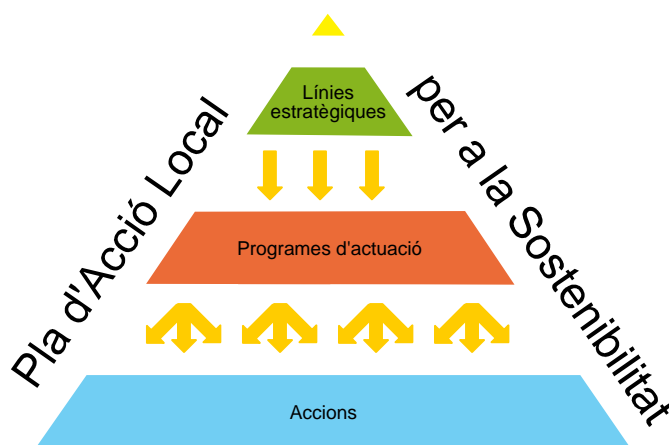 Pla d'Acció Local
per a la Sostenibilitat
Línies
estratègiques
Programes d'actuació
Accions